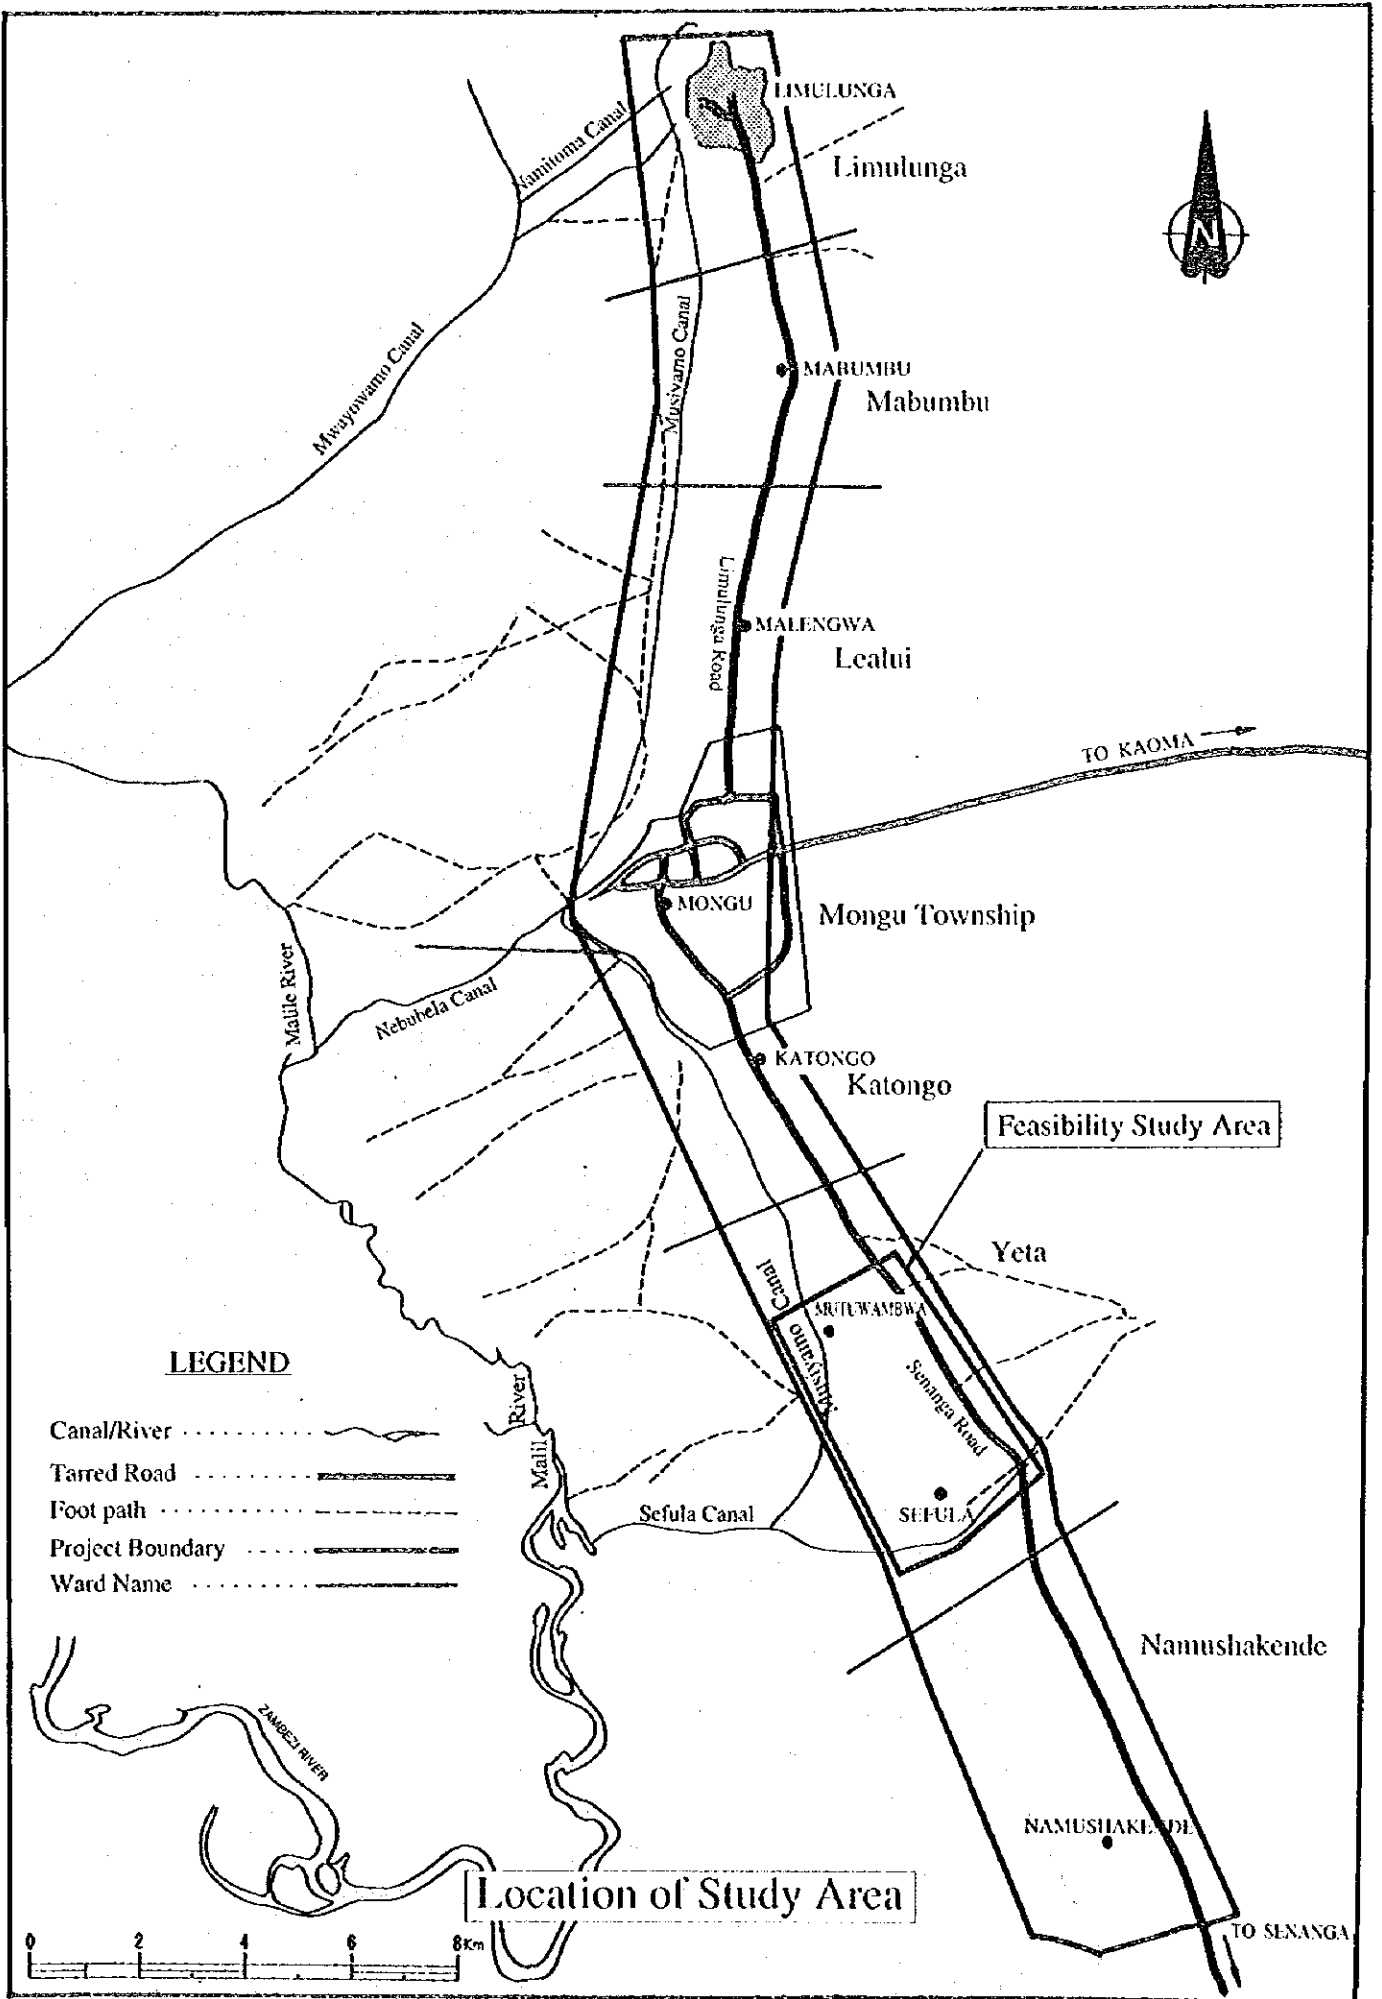 LIMULUNGA
Namitoma Canal
Limulunga
N
Musiyamo Canal
Mwayowamo Canal
MABUMBU
Mabumbu
Limulunga Road
MALENGWA
Lealui
TO KAOMA
MONGU
Mongu Township
Malile River
Nebubela Canal
KATONGO
Katongo
Feasibility Study Area
Yeta
Musiyamo Canal
MUTUWAMBWA
Senanga Road
LEGEND
Canal/River
Tarred Road
Foot path
Project Boundary
Ward Name
Malil River
Sefula Canal
SEFULA
Namushakende
ZAMBEZI RIVER
NAMUSHAKENDE
Location of Study Area
TO SENANGA
0 2 4 6 8Km